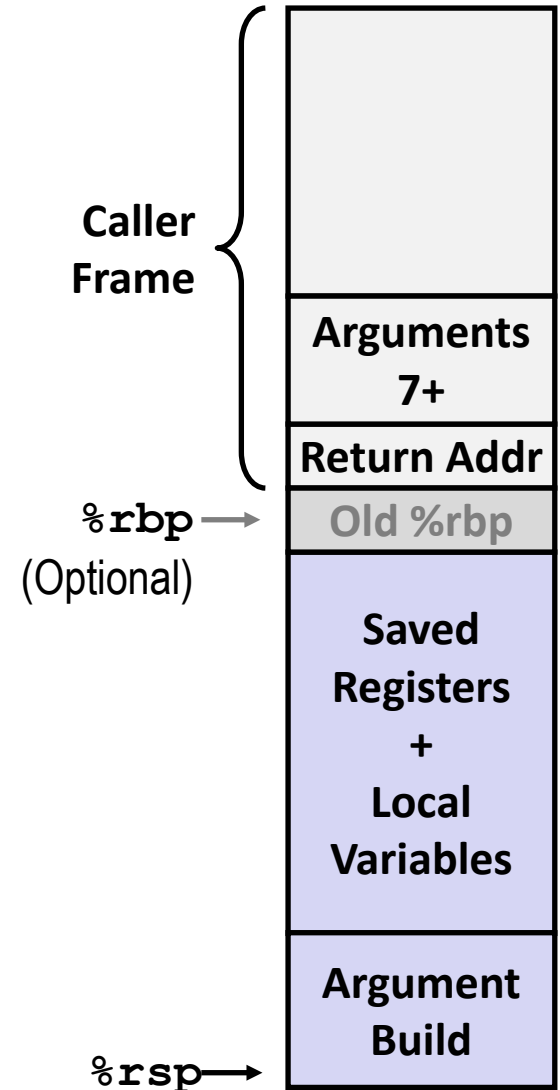 Caller
Frame
Arguments
7+
Return Addr
%rbp
(Optional)
Old %rbp
Saved
Registers
+
Local
Variables
Argument
Build
%rsp